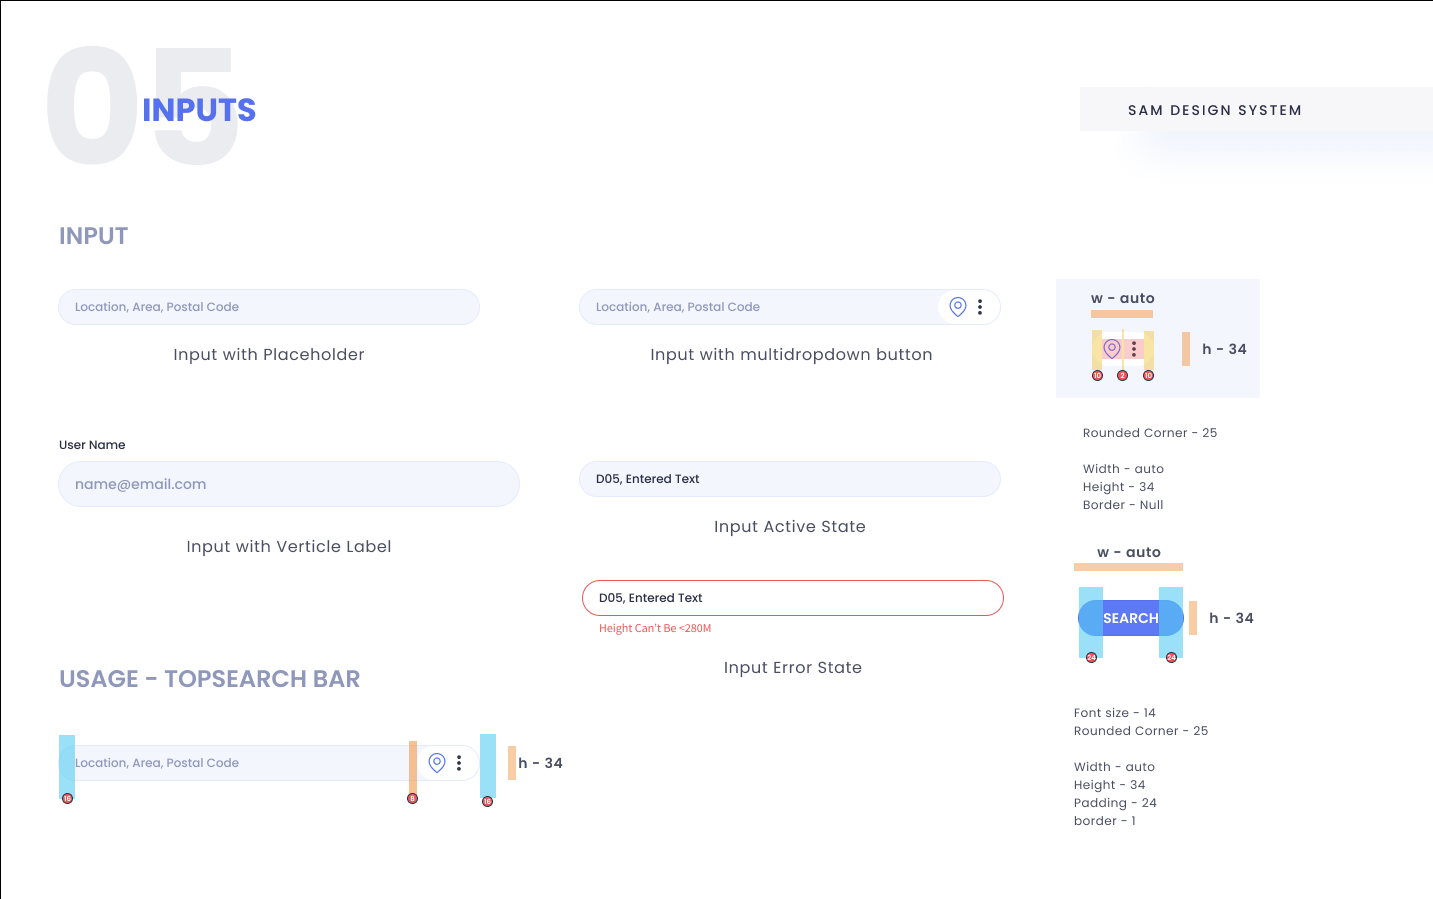 05
INPUTS
SAM DESIGN SYSTEM
INPUT
Location, Area, Postal Code
Input with Placeholder
Location, Area, Postal Code
Input with multidropdown button
User Name
name@email.com
Input with Verticle Label
D05, Entered Text
Input Active State
D05, Entered Text
Height Can't Be <280M
Input Error State
USAGE - TOPSEARCH BAR
Location, Area, Postal Code
h - 34
16
8
16
w - auto
h - 34
10
2
10
Rounded Corner - 25
Width - auto
Height - 34
Border - Null
w - auto
SEARCH
h - 34
24
24
Font size - 14
Rounded Corner - 25
Width - auto
Height - 34
Padding - 24
border - 1